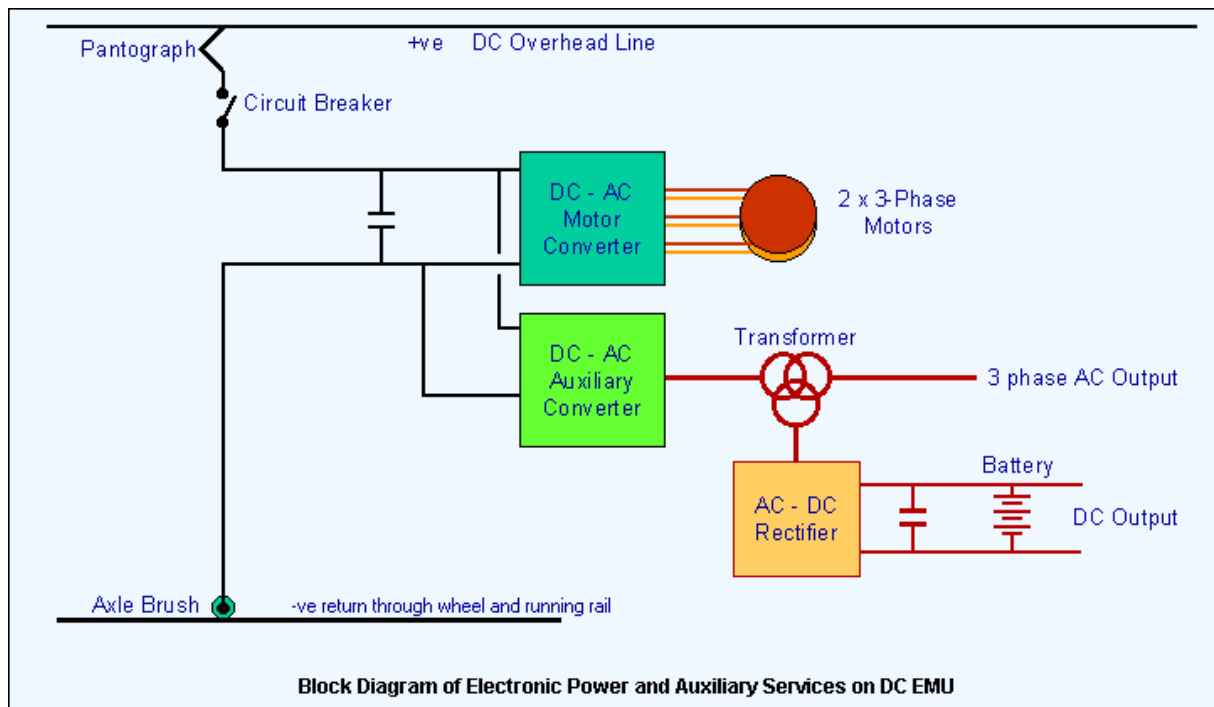 Pantograph
+ve DC Overhead Line
Circuit Breaker
DC - AC
Motor
Converter
2 x 3-Phase
Motors
DC - AC
Auxiliary
Converter
Transformer
3 phase AC Output
AC - DC
Rectifier
Battery
DC Output
Axle Brush
-ve return through wheel and running rail
Block Diagram of Electronic Power and Auxiliary Services on DC EMU